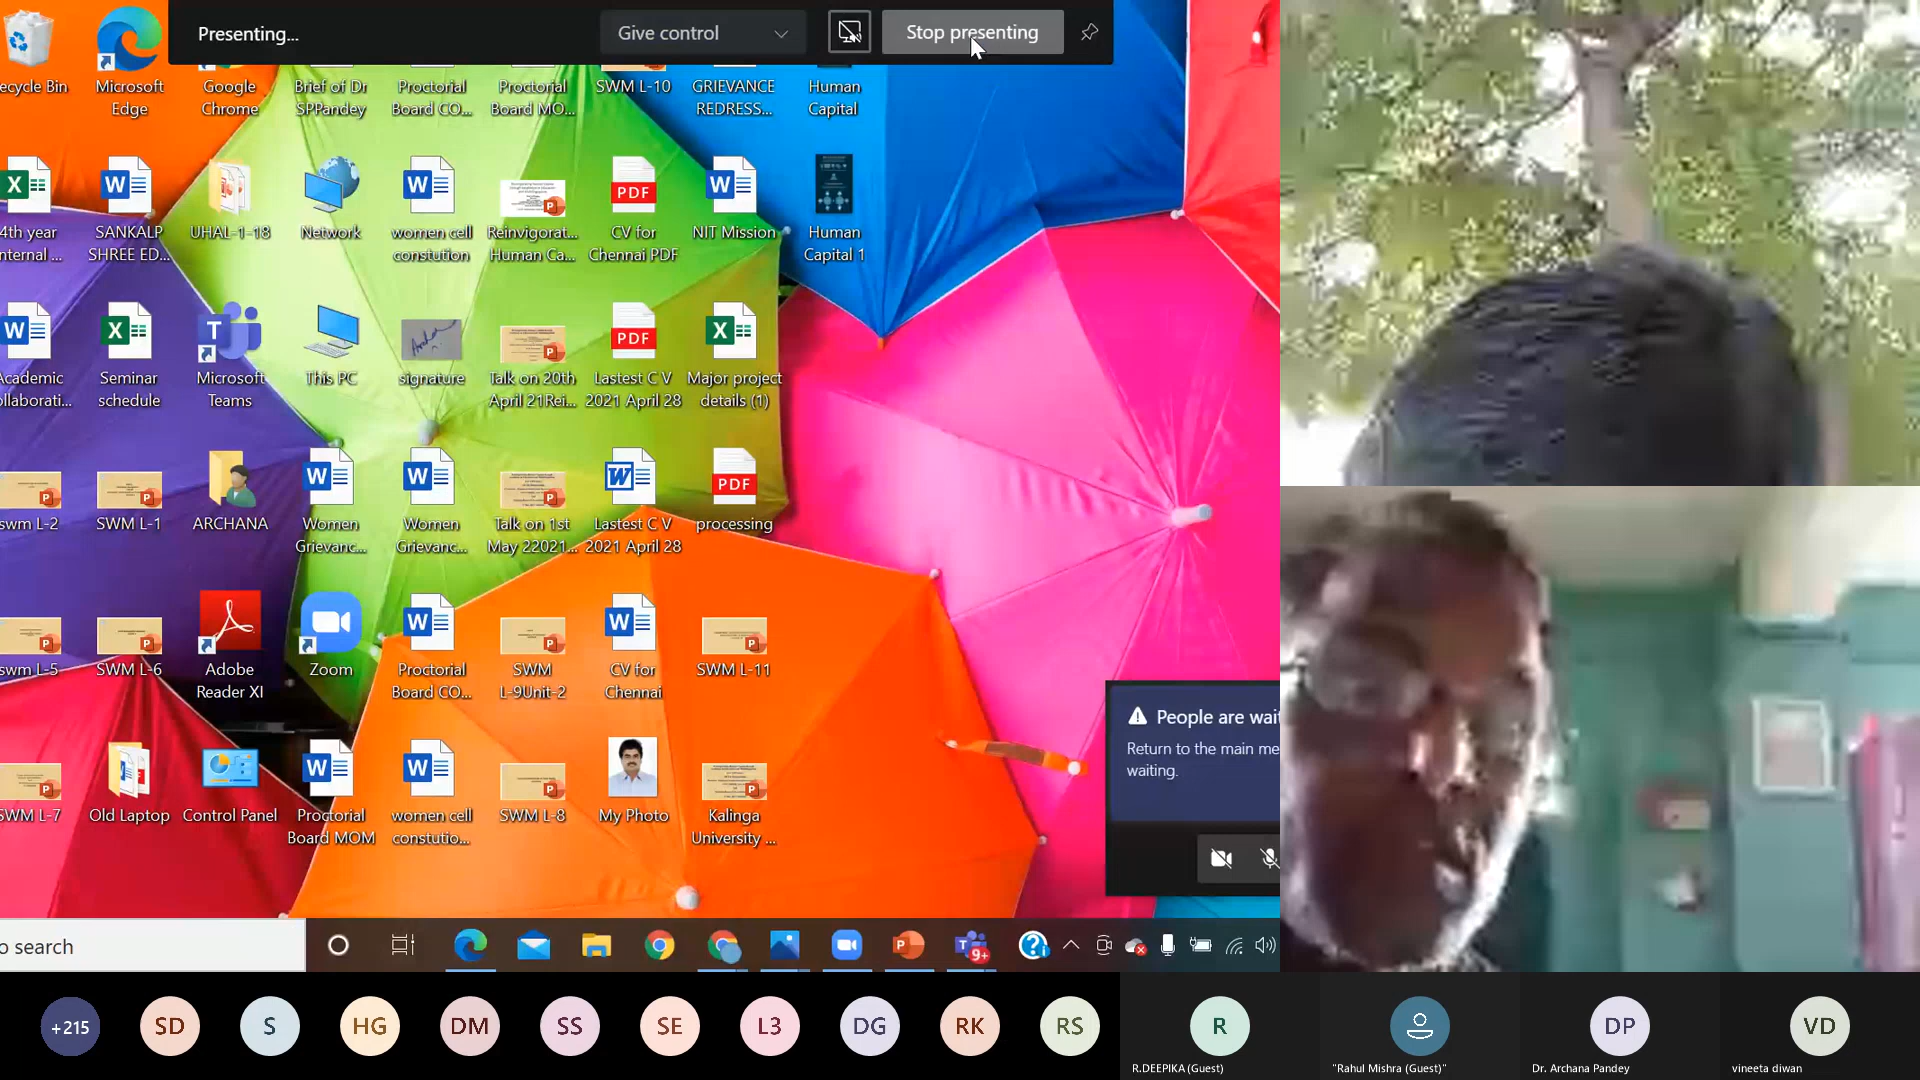 Presenting...
Give control
Stop presenting
ecycle Bin
Microsoft
Edge
Google
Chrome
Brief of Dr
SPPandey
Proctorial
Board CO...
Proctorial
Board MO...
SWM L-10
GRIEVANCE
REDRESS...
Human
Capital
4th year
nternal ...
SANKALP
SHREE ED...
UHAL-1-18
Network
women cell
constution
Reinvigorat...
Human Ca...
PDF
CV for
Chennai PDF
NIT Mission
Human
Capital 1
Academic
ollaborati...
Seminar
schedule
Microsoft
Teams
This PC
signature
Talk on 20th
April 21Rei...
PDF
Lastest C V
2021 April 28
Major project
details (1)
swm L-2
SWM L-1
ARCHANA
Women
Grievanc...
Women
Grievanc...
Talk on 1st
May 22021...
Lastest C V
2021 April 28
PDF
processing
swm L-5
SWM L-6
Adobe
Reader XI
Zoom
Proctorial
Board CO...
SWM
L-9Unit-2
CV for
Chennai
SWM L-11
SWM L-7
Old Laptop
Control Panel
Proctorial
Board MOM
women cell
constutio...
SWM L-8
My Photo
Kalinga
University ...
People are wai
Return to the main me
waiting.
o search
9+
+215
SD
S
HG
DM
SS
SE
L3
DG
RK
RS
R
DP
VD
R.DEEPIKA (Guest)
"Rahul Mishra (Guest)"
Dr. Archana Pandey
vineeta diwan